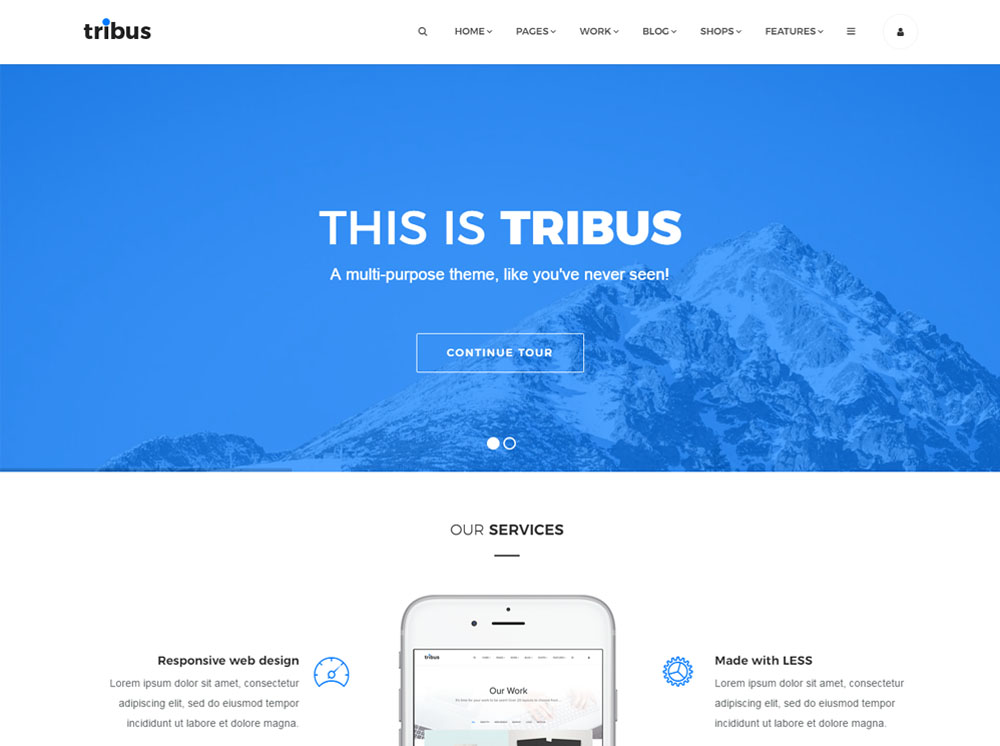 tribus
HOME
PAGES
WORK
BLOG
SHOPS
FEATURES
THIS IS TRIBUS
A multi-purpose theme, like you've never seen!
CONTINUE TOUR
OUR SERVICES
Responsive web design
Lorem ipsum dolor sit amet, consectetur
adipiscing elit, sed do eiusmod tempor
incididunt ut labore et dolore magna.
tribus
Our Work
Made with LESS
Lorem ipsum dolor sit amet, consectetur
adipiscing elit, sed do eiusmod tempor
incididunt ut labore et dolore magna.